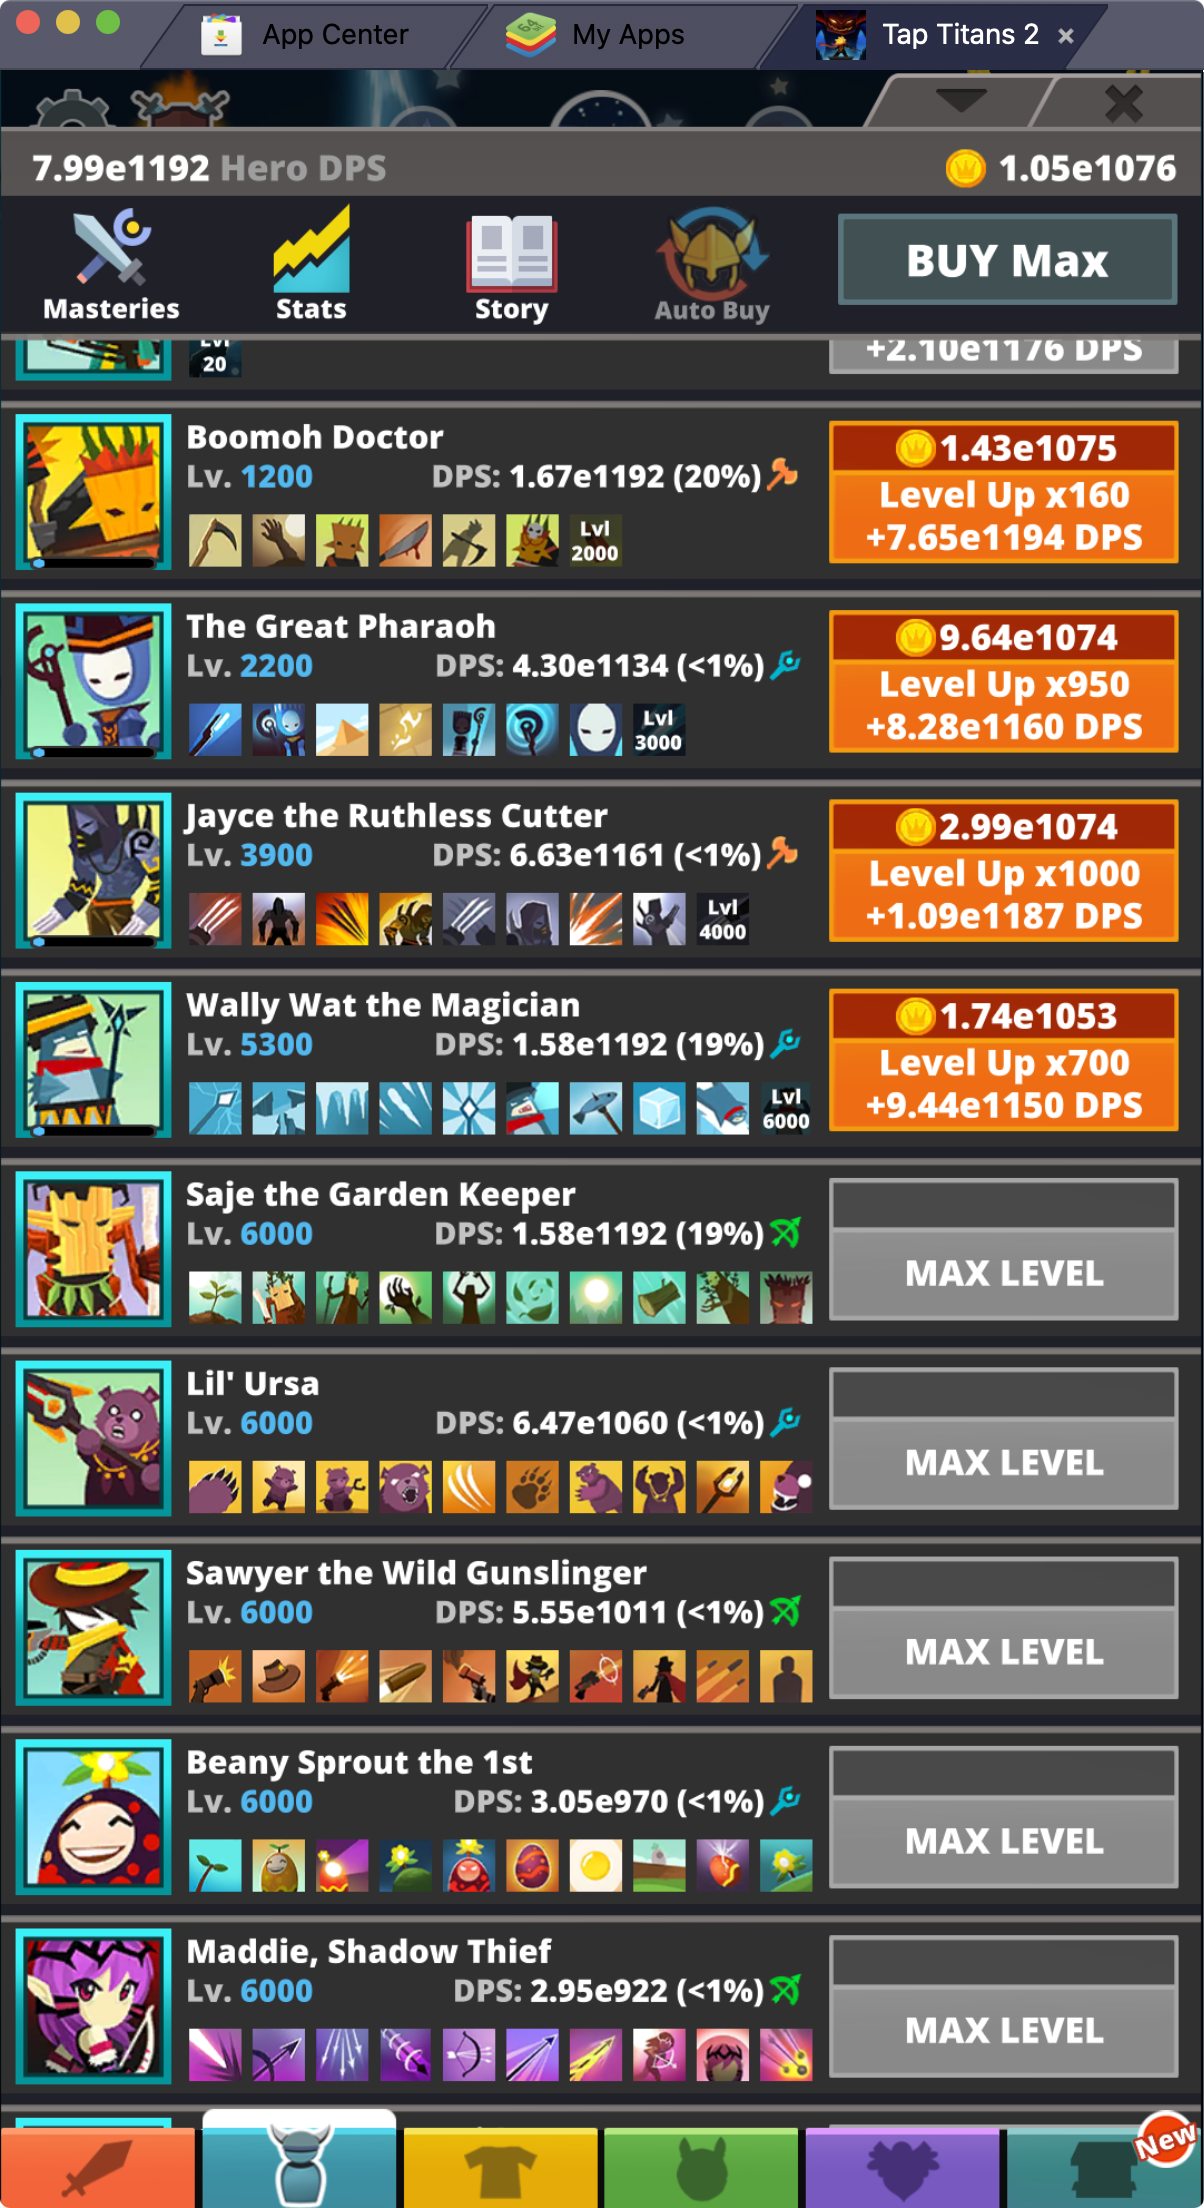 App Center
My Apps
Tap Titans 2
7.99e1192 Hero DPS
1.05e1076
Masteries
Stats
Story
Auto Buy
BUY Max
Lvl
20
+2.10e1176 DPS
Boomoh Doctor
Lv. 1200
DPS: 1.67e1192 (20%)
Lvl
2000
1.43e1075
Level Up x160
+7.65e1194 DPS
The Great Pharaoh
Lv. 2200
DPS: 4.30e1134 (<1%)
Lvl
3000
9.64e1074
Level Up x950
+8.28e1160 DPS
Jayce the Ruthless Cutter
Lv. 3900
DPS: 6.63e1161 (<1%)
Lvl
4000
2.99e1074
Level Up x1000
+1.09e1187 DPS
Wally Wat the Magician
Lv. 5300
DPS: 1.58e1192 (19%)
Lvl
6000
1.74e1053
Level Up x700
+9.44e1150 DPS
Saje the Garden Keeper
Lv. 6000
DPS: 1.58e1192 (19%)
MAX LEVEL
Lil' Ursa
Lv. 6000
DPS: 6.47e1060 (<1%)
MAX LEVEL
Sawyer the Wild Gunslinger
Lv. 6000
DPS: 5.55e1011 (<1%)
MAX LEVEL
Beany Sprout the 1st
Lv. 6000
DPS: 3.05e970 (<1%)
MAX LEVEL
Maddie, Shadow Thief
Lv. 6000
DPS: 2.95e922 (<1%)
MAX LEVEL
New